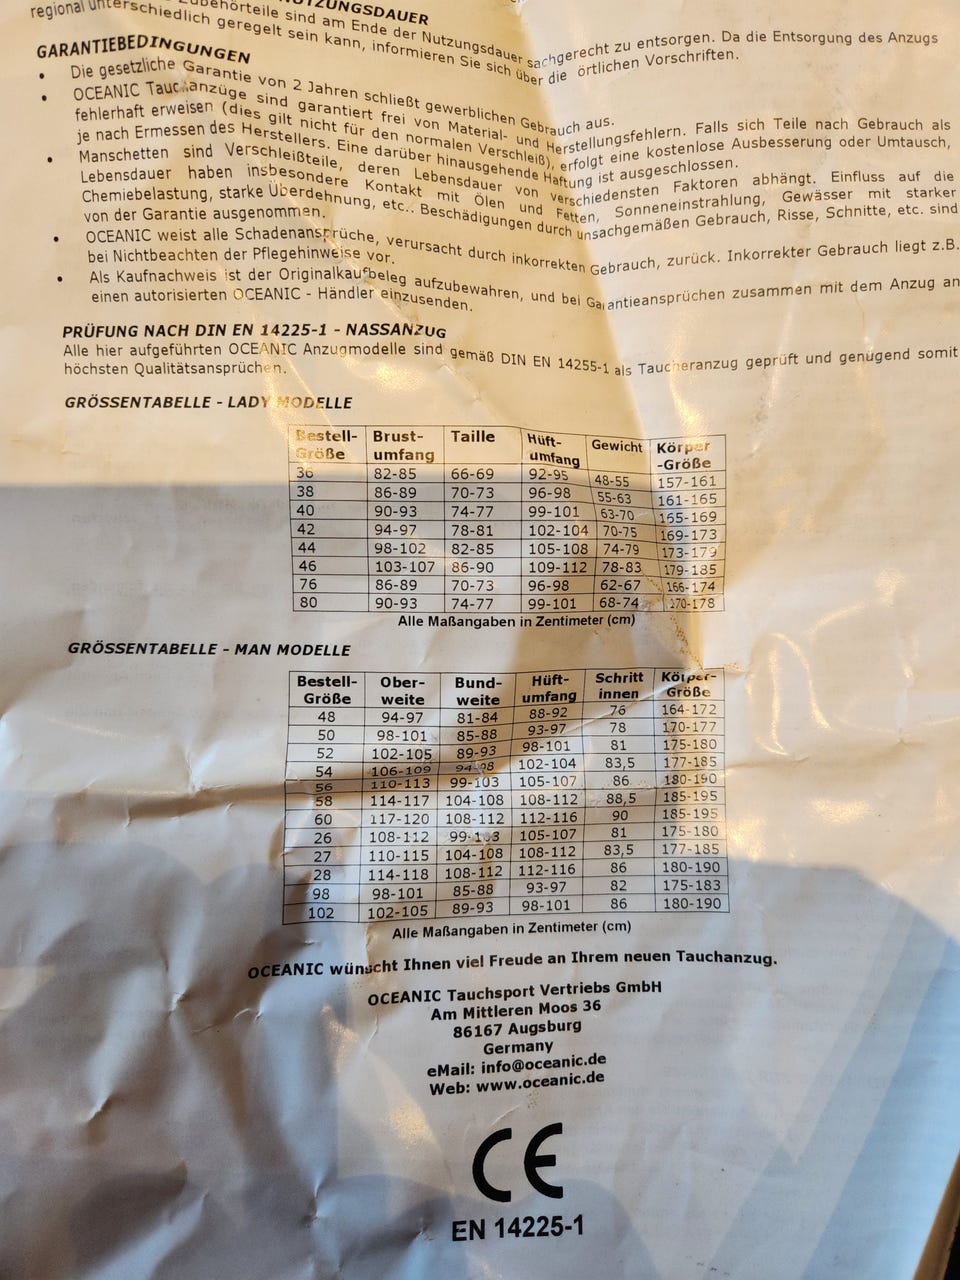 NUTZUNGSDAUER
Zubehörteile sind am Ende der Nutzungsdauer sachgerecht zu entsorgen. Da die Entsorgung des Anzugs
regional unterschiedlich geregelt sein kann, informieren Sie sich über die örtlichen Vorschriften.
GARANTIEBEDINGUNGEN
• Die gesetzliche Garantie von 2 Jahren schließt gewerblichen Gebrauch aus.
• OCEANIC Tauchanzüge sind garantiert frei von Material- und Herstellungsfehlern. Falls sich Teile nach Gebrauch als
fehlerhaft erweisen (dies gilt nicht für den normalen Verschleiß), erfolgt eine kostenlose Ausbesserung oder Umtausch,
je nach Ermessen des Herstellers. Eine darüber hinausgehende Haftung ist ausgeschlossen.
• Manschetten sind Verschleißteile, deren Lebensdauer von verschiedensten Faktoren abhängt. Einfluss auf die
Lebensdauer haben insbesondere Kontakt mit Ölen und Fetten, Sonneneinstrahlung, Gewässer mit starker
Chemiebelastung, starke Überdehnung, etc.. Beschädigungen durch unsachgemäßen Gebrauch, Risse, Schnitte, etc. sind
von der Garantie ausgenommen.
• OCEANIC weist alle Schadenansprüche, verursacht durch inkorrekten Gebrauch, zurück. Inkorrekter Gebrauch liegt z.B.
bei Nichtbeachten der Pflegehinweise vor.
• Als Kaufnachweis ist der Originalkaufbeleg aufzubewahren, und bei Garantieansprüchen zusammen mit dem Anzug an
einen autorisierten OCEANIC - Händler einzusenden.
PRÜFUNG NACH DIN EN 14225-1 - NASSANZUG
Alle hier aufgeführten OCEANIC Anzugmodelle sind gemäß DIN EN 14255-1 als Taucheranzug geprüft und genügend somit
höchsten Qualitätsansprüchen.
GRÖSSENTABELLE - LADY MODELLE
Bestell- Brust- Taille Hüft- Gewicht Körper
Größe umfang umfang -Größe
36 82-85 66-69 92-95 48-55 157-161
38 86-89 70-73 96-98 55-63 161-165
40 90-93 74-77 99-101 63-70 165-169
42 94-97 78-81 102-104 70-75 169-173
44 98-102 82-85 105-108 74-79 173-179
46 103-107 86-90 109-112 78-83 179-185
76 86-89 70-73 96-98 62-67 166-174
80 90-93 74-77 99-101 68-74 170-178
Alle Maßangaben in Zentimeter (cm)
GRÖSSENTABELLE - MAN MODELLE
Bestell- Ober- Bund- Hüft- Schritt Körper-
Größe weite weite umfang innen Größe
48 94-97 81-84 88-92 76 164-172
50 98-101 85-88 93-97 78 170-177
52 102-105 89-93 98-101 81 175-180
54 106-109 94-98 102-104 83,5 177-185
56 110-113 99-103 105-107 86 180-190
58 114-117 104-108 108-112 88,5 185-195
60 117-120 108-112 112-116 90 185-195
26 108-112 99-103 105-107 81 175-180
27 110-115 104-108 108-112 83,5 177-185
28 114-118 108-112 112-116 86 180-190
98 98-101 85-88 93-97 82 175-183
102 102-105 89-93 98-101 86 180-190
Alle Maßangaben in Zentimeter (cm)
OCEANIC wünscht Ihnen viel Freude an Ihrem neuen Tauchanzug.
OCEANIC Tauchsport Vertriebs GmbH
Am Mittleren Moos 36
86167 Augsburg
Germany
eMail: info@oceanic.de
Web: www.oceanic.de
CE
EN 14225-1